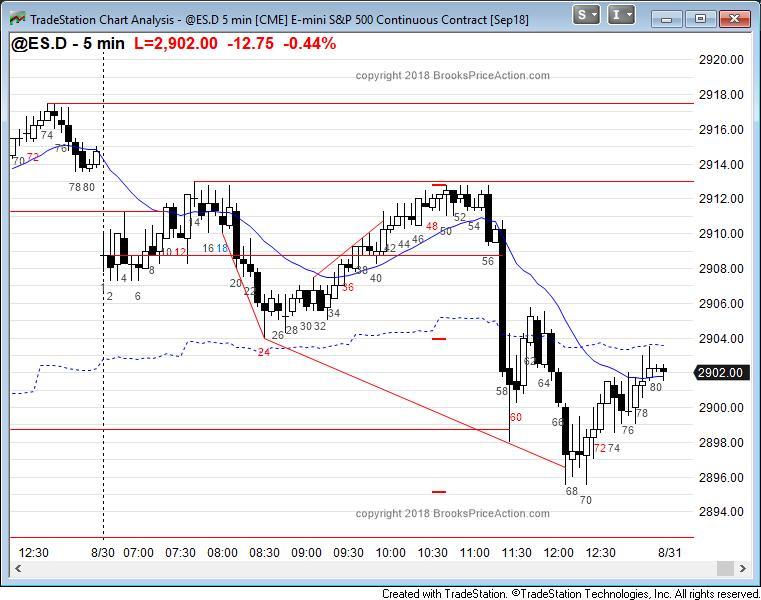 TradeStation Chart Analysis - @ES.D 5 min [CME] E-mini S&P 500 Continuous Contract [Sep18]
S I
@ES.D - 5 min L=2,902.00 -12.75 -0.44%
copyright 2018 BrooksPriceAction.com
2920.00
2918.00
2916.00
2914.00
2912.00
2910.00
2908.00
2906.00
2904.00
2902.00
2900.00
2898.00
2896.00
2894.00
70 72 74 76 78 80
2 4 6 8 10 12 14 16 18 20 22 24 26 28 30 32 34 36 38 40 42 44 46 48 50 52 54 56 58 60 62 64 66 68 70 72 74 76 78 80
copyright 2018 BrooksPriceAction.com
12:30 8/30 07:00 07:30 08:00 08:30 09:00 09:30 10:00 10:30 11:00 11:30 12:00 12:30 8/31
Created with TradeStation. ©TradeStation Technologies, Inc. All rights reserved.